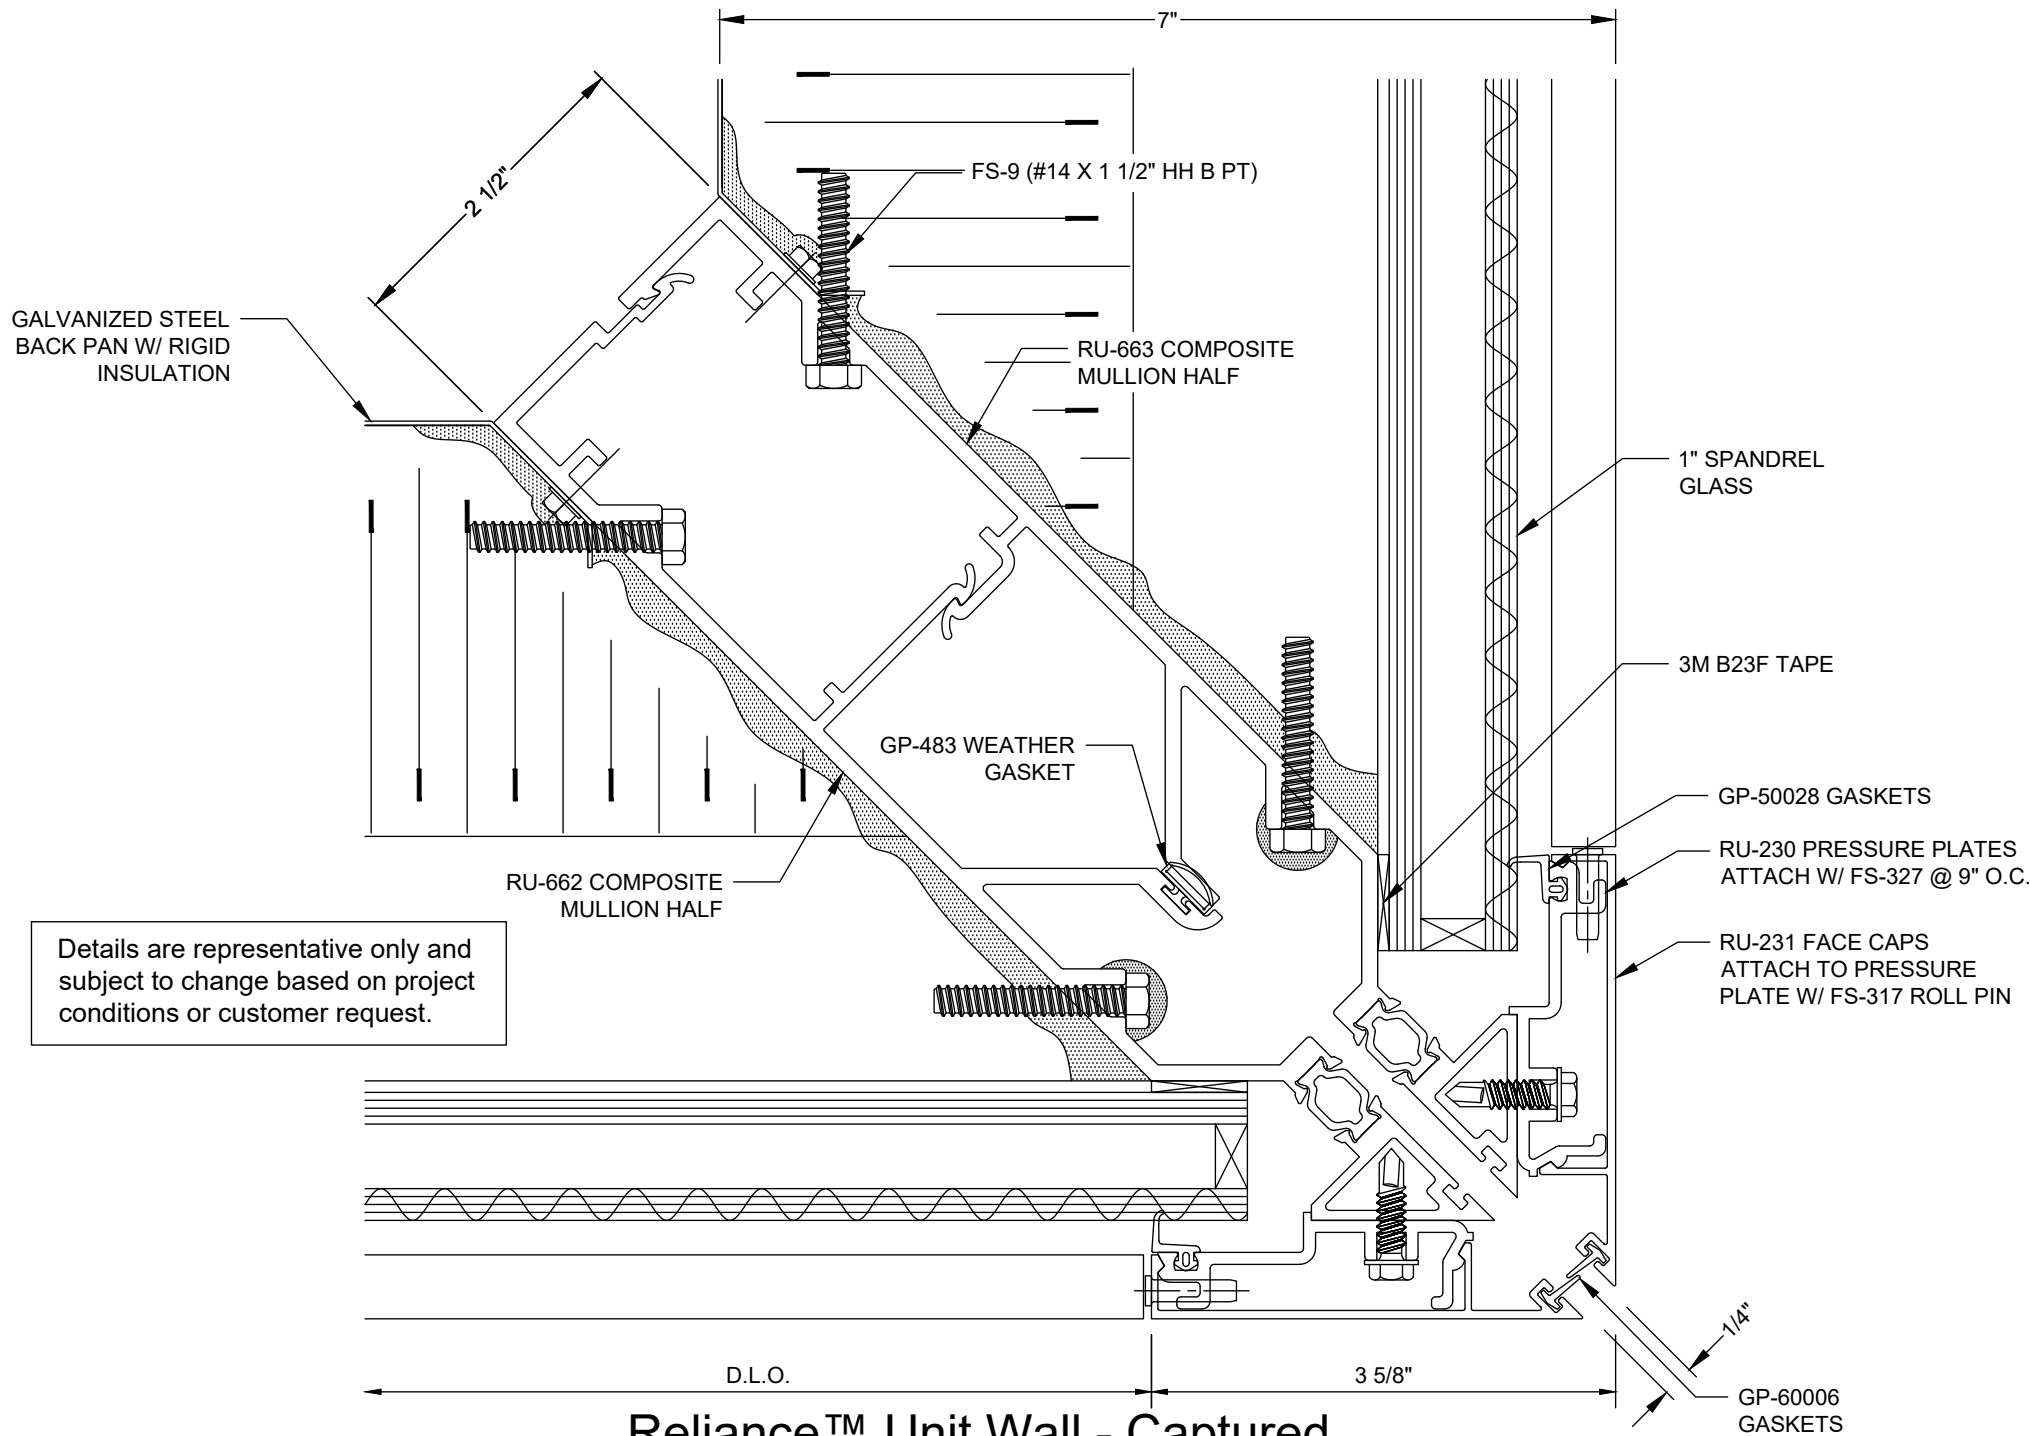 7"
2 1/2"
FS-9 (#14 X 1 1/2" HH B PT)
GALVANIZED STEEL
BACK PAN W/ RIGID
INSULATION
RU-663 COMPOSITE
MULLION HALF
1" SPANDREL
GLASS
3M B23F TAPE
GP-483 WEATHER
GASKET
GP-50028 GASKETS
RU-230 PRESSURE PLATES
ATTACH W/ FS-327 @ 9" O.C.
RU-662 COMPOSITE
MULLION HALF
RU-231 FACE CAPS
ATTACH TO PRESSURE
PLATE W/ FS-317 ROLL PIN
Details are representative only and
subject to change based on project
conditions or customer request.
1/4"
D.L.O.
3 5/8"
GP-60006
GASKETS
Reliance™ Unit Wall - Captured